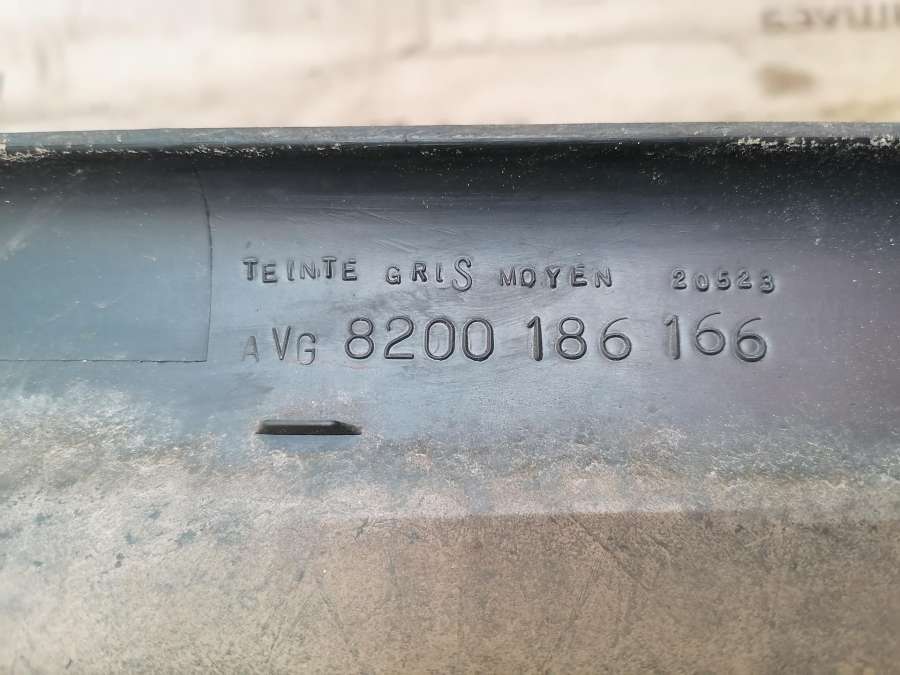 TEINTE GRIS MOYEN 20523
AVG 8200 186 166